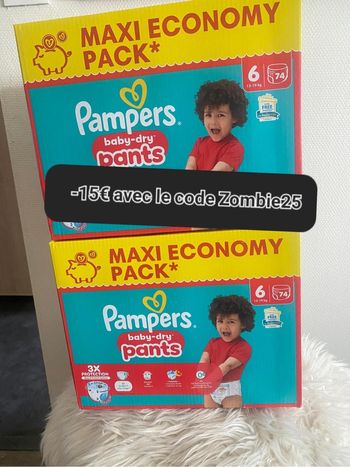 MAXI ECONOMY
PACK*
Pampers.
6
74
baby-dry
pants
-15€ avec le code Zombie25
MAXI ECONOMY
PACK*
Pampers.
6
74
baby-dry
pants
3X
PROTECTION